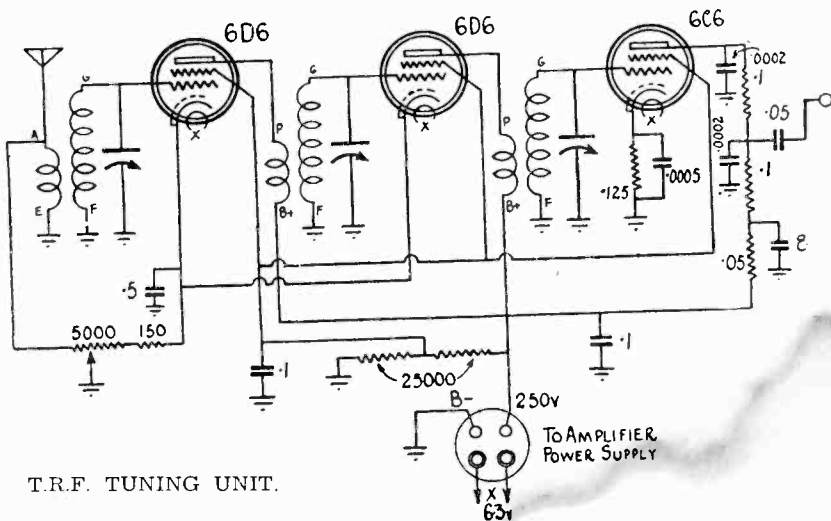 6D6
6D6
6C6
A
E
G
F
X
P
B+
G
F
X
P
B+
G
F
X
.0002
.1
.05
.0002
.1
.05
8
.125
.0005
.5
5000
150
.1
25000
.1
B-
250v
TO AMPLIFIER
POWER SUPPLY
X
6·3v
T.R.F. TUNING UNIT.